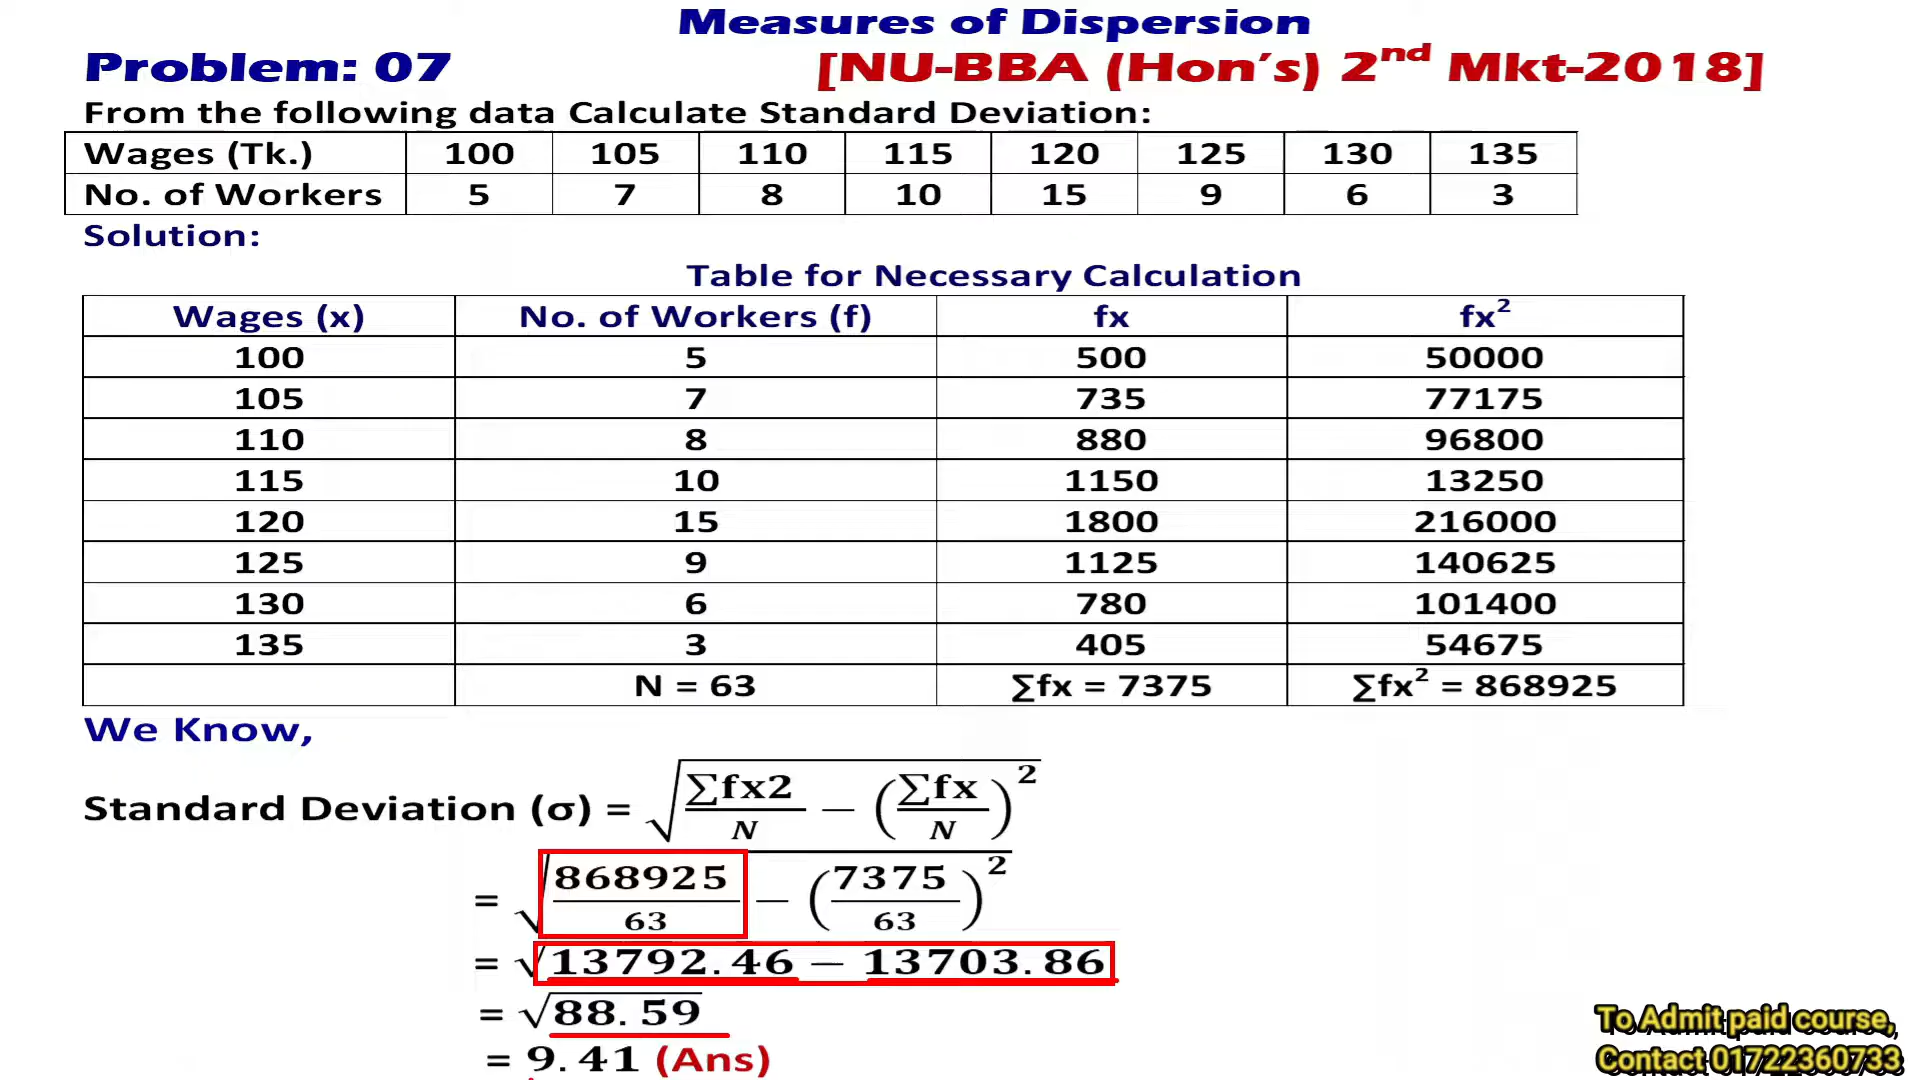 Measures of Dispersion
Problem: 07 [NU-BBA (Hon′s) 2nd Mkt-2018]
From the following data Calculate Standard Deviation:
Wages (Tk.) 100 105 110 115 120 125 130 135
No. of Workers 5 7 8 10 15 9 6 3
Solution:
Table for Necessary Calculation
Wages (x) No. of Workers (f) fx fx²
100 5 500 50000
105 7 735 77175
110 8 880 96800
115 10 1150 13250
120 15 1800 216000
125 9 1125 140625
130 6 780 101400
135 3 405 54675
N = 63 ∑fx = 7375 ∑fx² = 868925
We Know,
Standard Deviation (σ) = √(∑fx2/N − (∑fx/N)²)
= √(868925/63 − (7375/63)²)
= √13792.46 − 13703.86
= √88.59
= 9.41 (Ans)
To Admit paid course,
Contact 01722360733